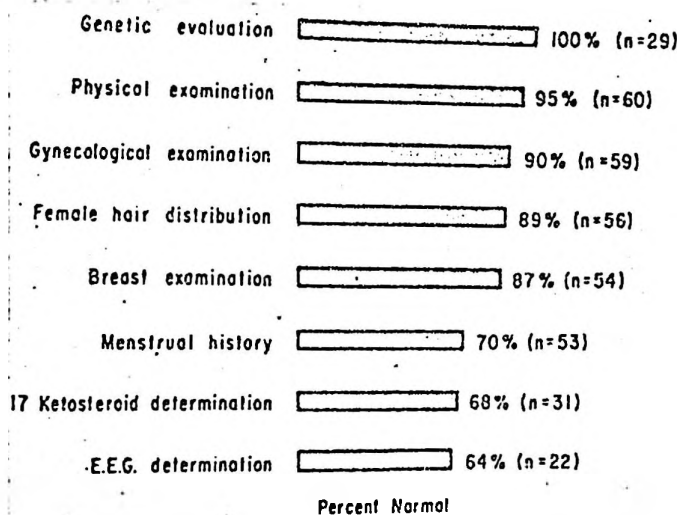 Genetic evaluation 100% (n=29)
Physical examination 95% (n=60)
Gynecological examination 90% (n=59)
Female hair distribution 89% (n=56)
Breast examination 87% (n=54)
Menstrual history 70% (n=53)
17 Ketosteroid determination 68% (n=31)
E.E.G. determination 64% (n=22)
Percent Normal